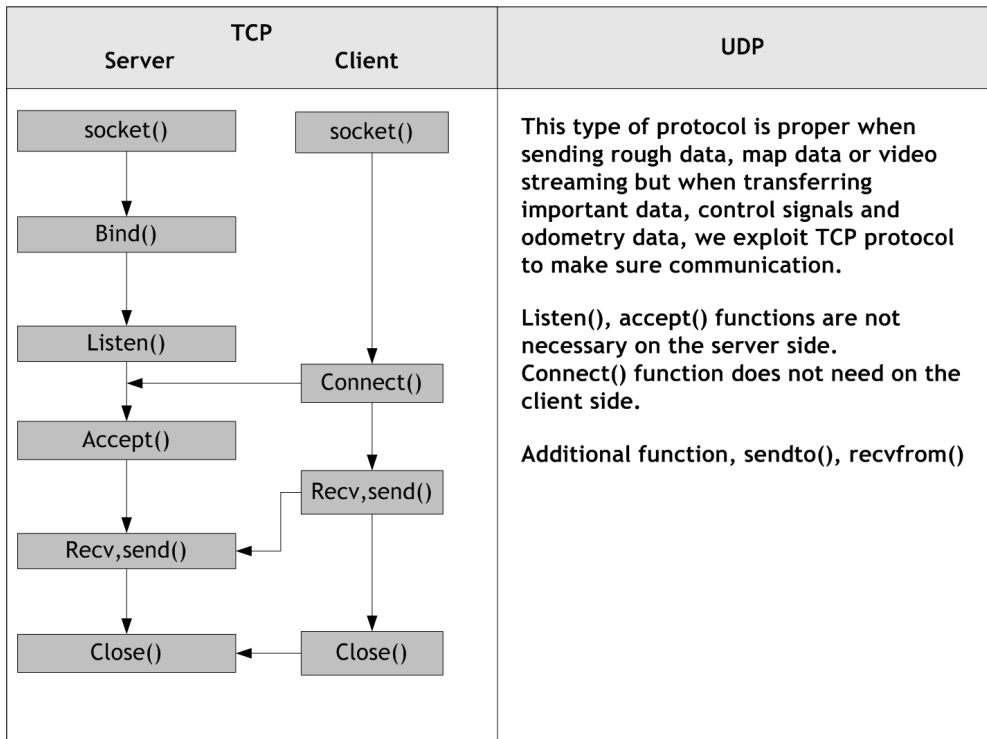 TCP
Server Client
socket()
Bind()
Listen()
Accept()
Recv,send()
Close()
socket()
Connect()
Recv,send()
Close()
UDP
This type of protocol is proper when
sending rough data, map data or video
streaming but when transferring
important data, control signals and
odometry data, we exploit TCP protocol
to make sure communication.
Listen(), accept() functions are not
necessary on the server side.
Connect() function does not need on the
client side.
Additional function, sendto(), recvfrom()